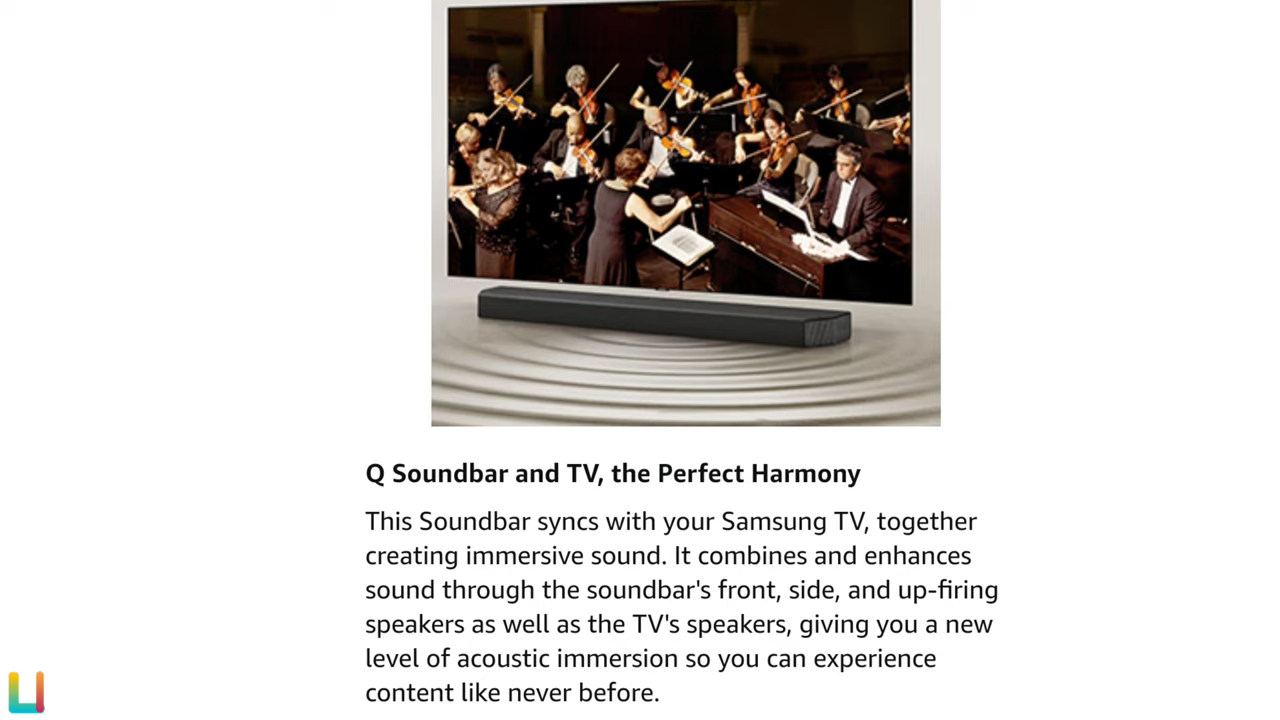 Q Soundbar and TV, the Perfect Harmony
This Soundbar syncs with your Samsung TV, together
creating immersive sound. It combines and enhances
sound through the soundbar's front, side, and up-firing
speakers as well as the TV's speakers, giving you a new
level of acoustic immersion so you can experience
content like never before.